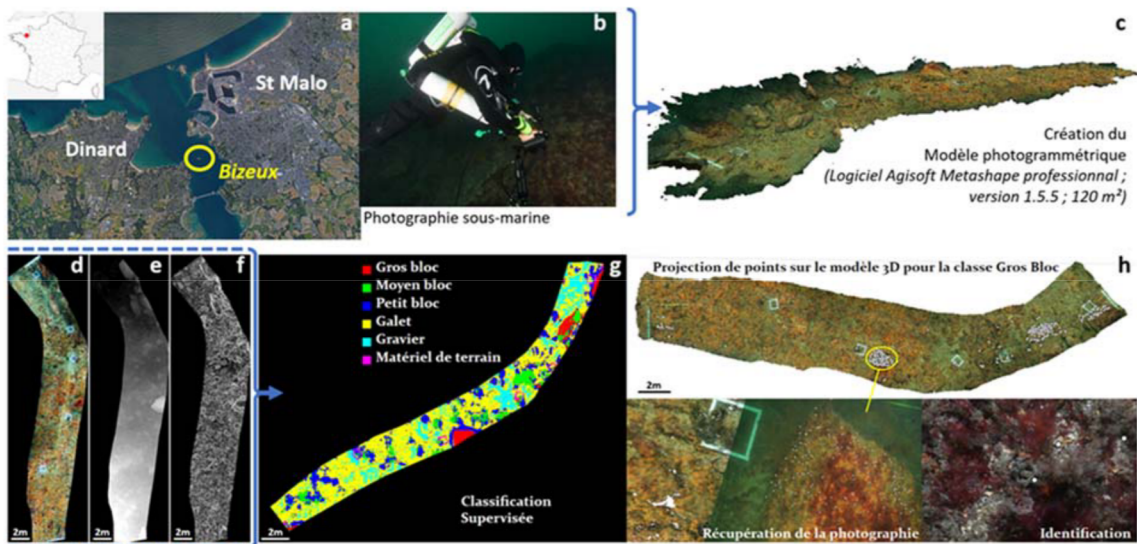 a
St Malo
Dinard
Bizeux
b
Photographie sous-marine
c
Création du
Modèle photogrammétrique
(Logiciel Agisoft Metashape professionnal ;
version 1.5.5 ; 120 m²)
d
2m
e
2m
f
2m
g
Gros bloc
Moyen bloc
Petit bloc
Galet
Gravier
Matériel de terrain
Classification
Supervisée
2m
Projection de points sur le modèle 3D pour la classe Gros Bloc
h
2m
Récupération de la photographie
Identification